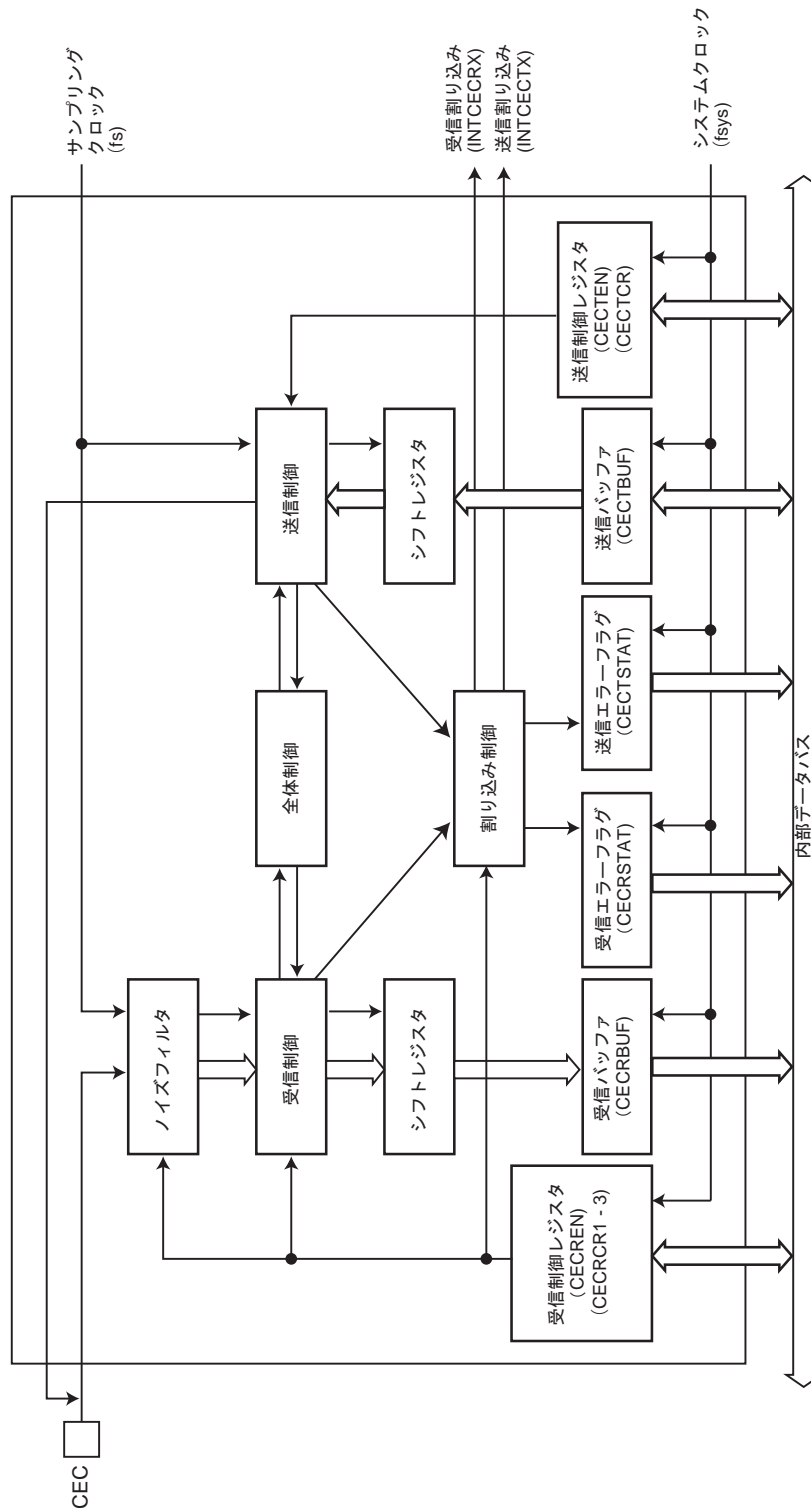 CEC
サンプリング
クロック
(fs)
ノイズフィルタ
受信制御
全体制御
送信制御
シフトレジスタ
シフトレジスタ
割り込み制御
受信割り込み
(INTCECRX)
送信割り込み
(INTCECTX)
受信制御レジスタ
(CECREN)
(CECRCR1 - 3)
受信バッファ
(CECRBUF)
受信エラーフラグ
(CECRSTAT)
送信エラーフラグ
(CECTSTAT)
送信バッファ
(CECTBUF)
送信制御レジスタ
(CECTEN)
(CECTCR)
システムクロック
(fsys)
内部データバス